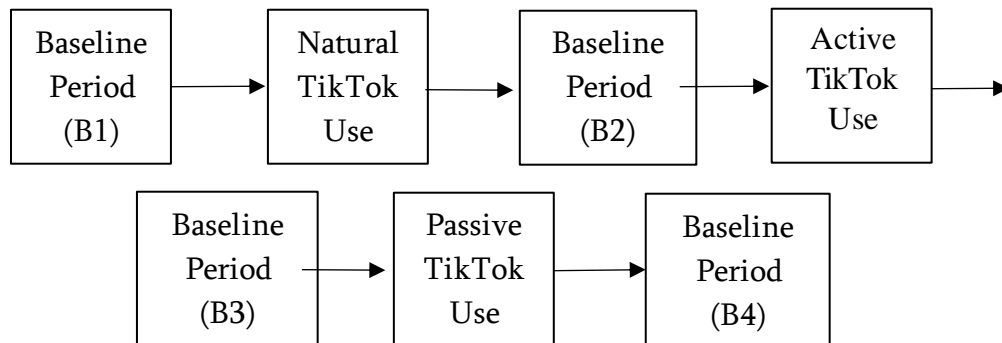 Baseline
Period
(B1)
Natural
TikTok
Use
Baseline
Period
(B2)
Active
TikTok
Use
Baseline
Period
(B3)
Passive
TikTok
Use
Baseline
Period
(B4)